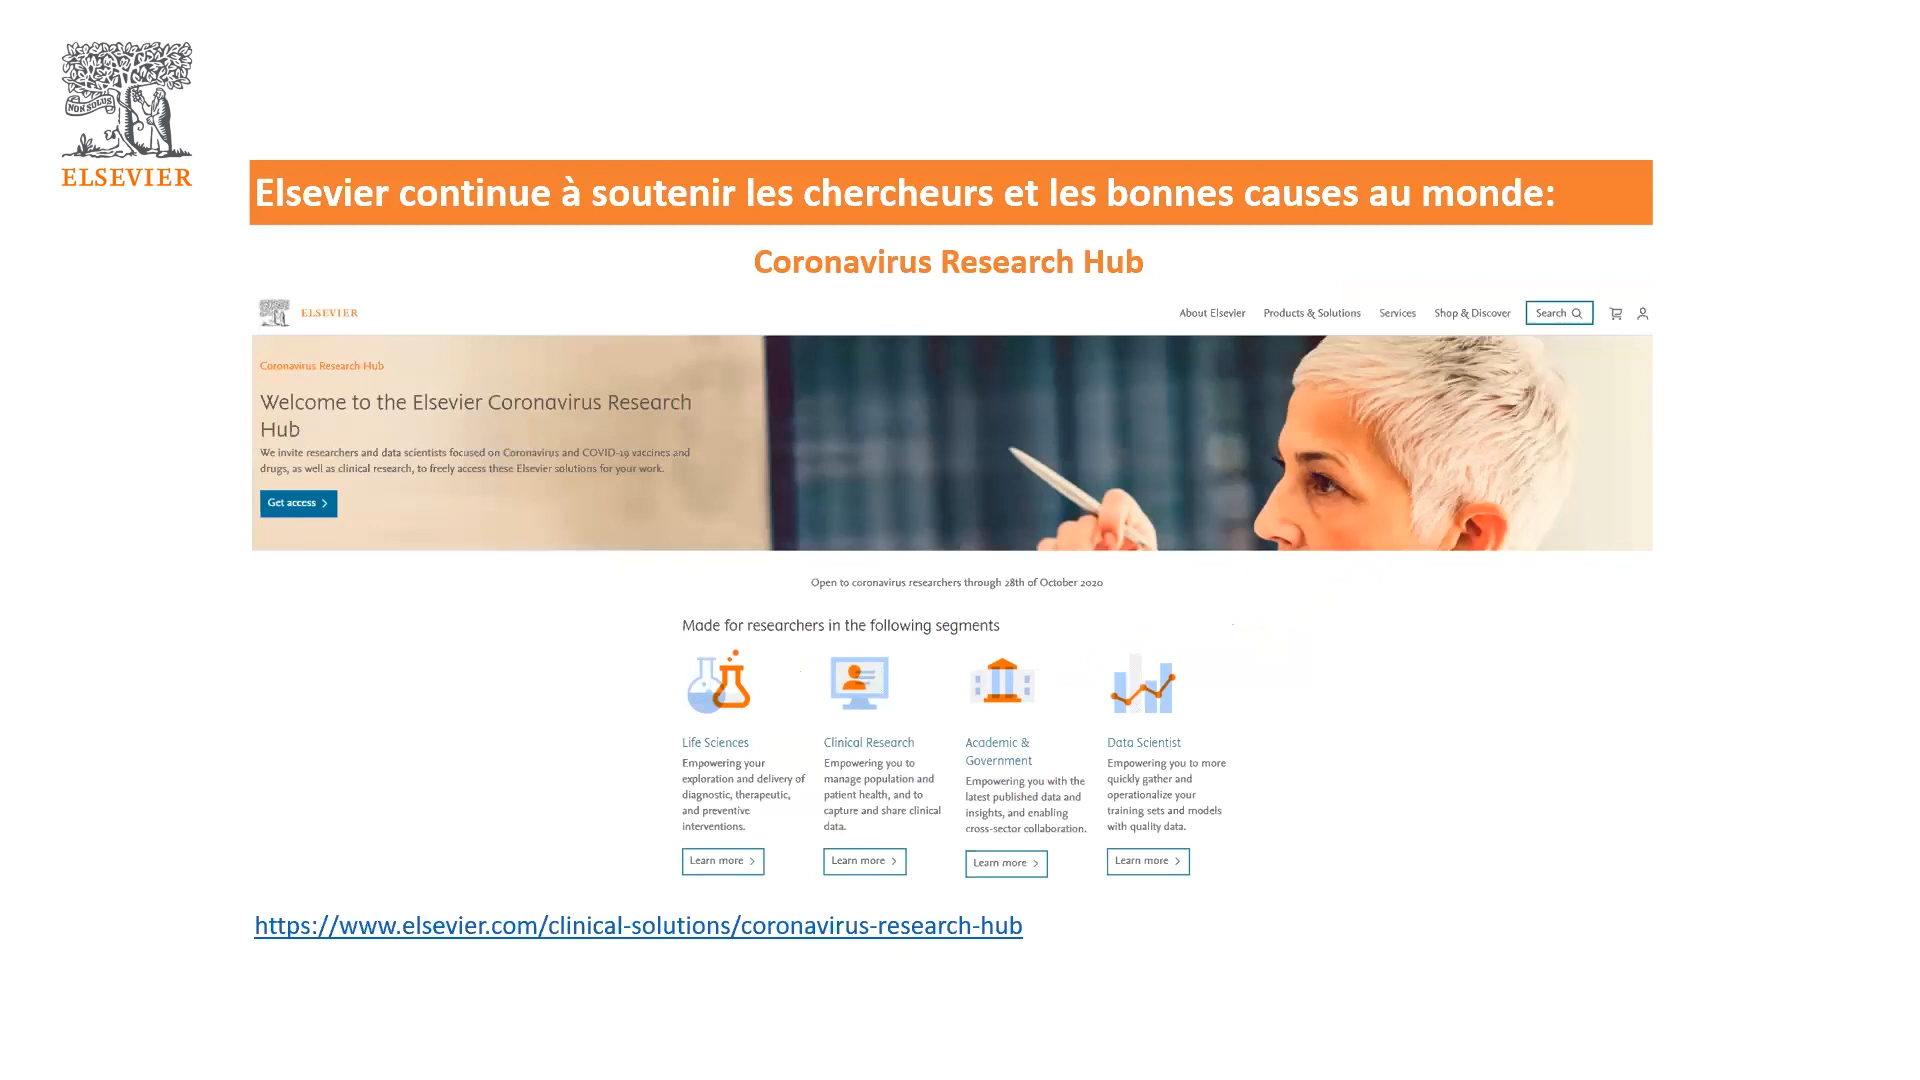 NON SOLUS
ELSEVIER
Elsevier continue à soutenir les chercheurs et les bonnes causes au monde:
Coronavirus Research Hub
ELSEVIER
About Elsevier Products & Solutions Services Shop & Discover Search
Coronavirus Research Hub
Welcome to the Elsevier Coronavirus Research
Hub
We invite researchers and data scientists focused on Coronavirus and COVID-19 vaccines and
drugs, as well as clinical research, to freely access these Elsevier solutions for your work.
Get access
Open to coronavirus researchers through 28th of October 2020
Made for researchers in the following segments
Life Sciences
Empowering your
exploration and delivery of
diagnostic, therapeutic,
and preventive
interventions.
Learn more
Clinical Research
Empowering you to
manage population and
patient health, and to
capture and share clinical
data.
Learn more
Academic &
Government
Empowering you with the
latest published data and
insights, and enabling
cross-sector collaboration.
Learn more
Data Scientist
Empowering you to more
quickly gather and
operationalize your
training sets and models
with quality data.
Learn more
https://www.elsevier.com/clinical-solutions/coronavirus-research-hub